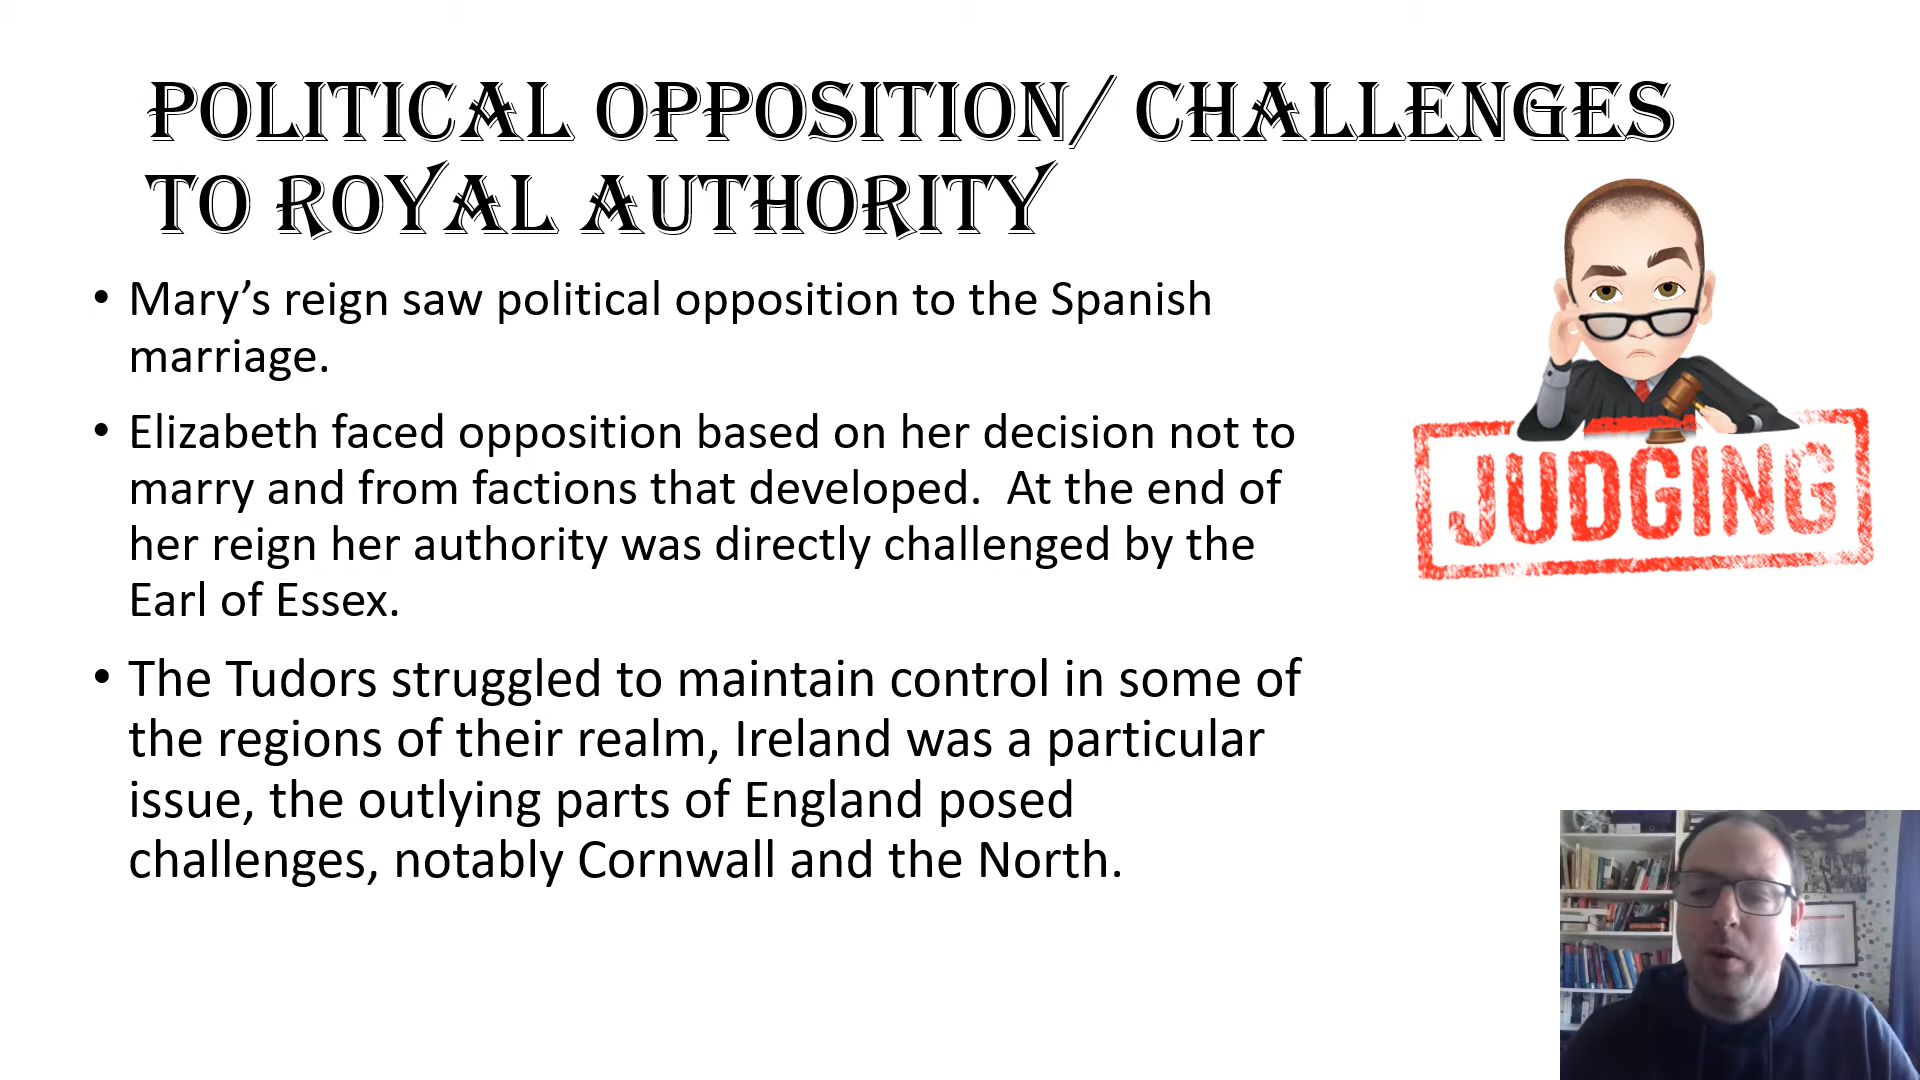 POLITICAL OPPOSITION/ CHALLENGES
TO ROYAL AUTHORITY
• Mary’s reign saw political opposition to the Spanish
marriage.
• Elizabeth faced opposition based on her decision not to
marry and from factions that developed.  At the end of
her reign her authority was directly challenged by the
Earl of Essex.
• The Tudors struggled to maintain control in some of
the regions of their realm, Ireland was a particular
issue, the outlying parts of England posed
challenges, notably Cornwall and the North.
JUDGING